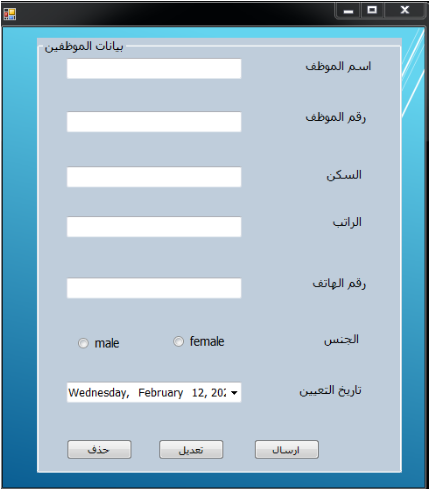 بيانات الموظفين
اسم الموظف
رقم الموظف
السكن
الراتب
رقم الهاتف
الجنس
male
female
تاريخ التعيين
Wednesday, February 12,
ارسال
تعديل
حذف